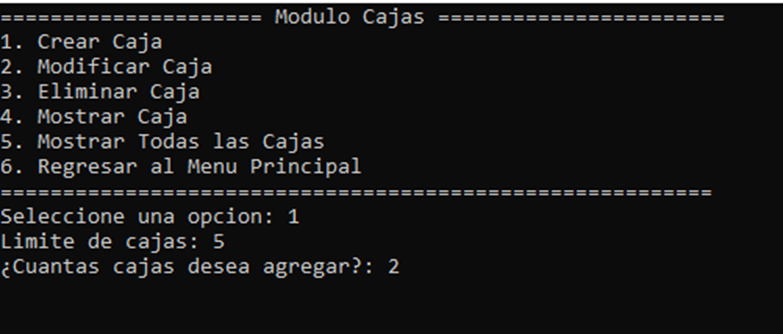 ===================== Modulo Cajas =======================
1. Crear Caja
2. Modificar Caja
3. Eliminar Caja
4. Mostrar Caja
5. Mostrar Todas las Cajas
6. Regresar al Menu Principal
=========================================================
Seleccione una opcion: 1
Limite de cajas: 5
¿Cuantas cajas desea agregar?: 2